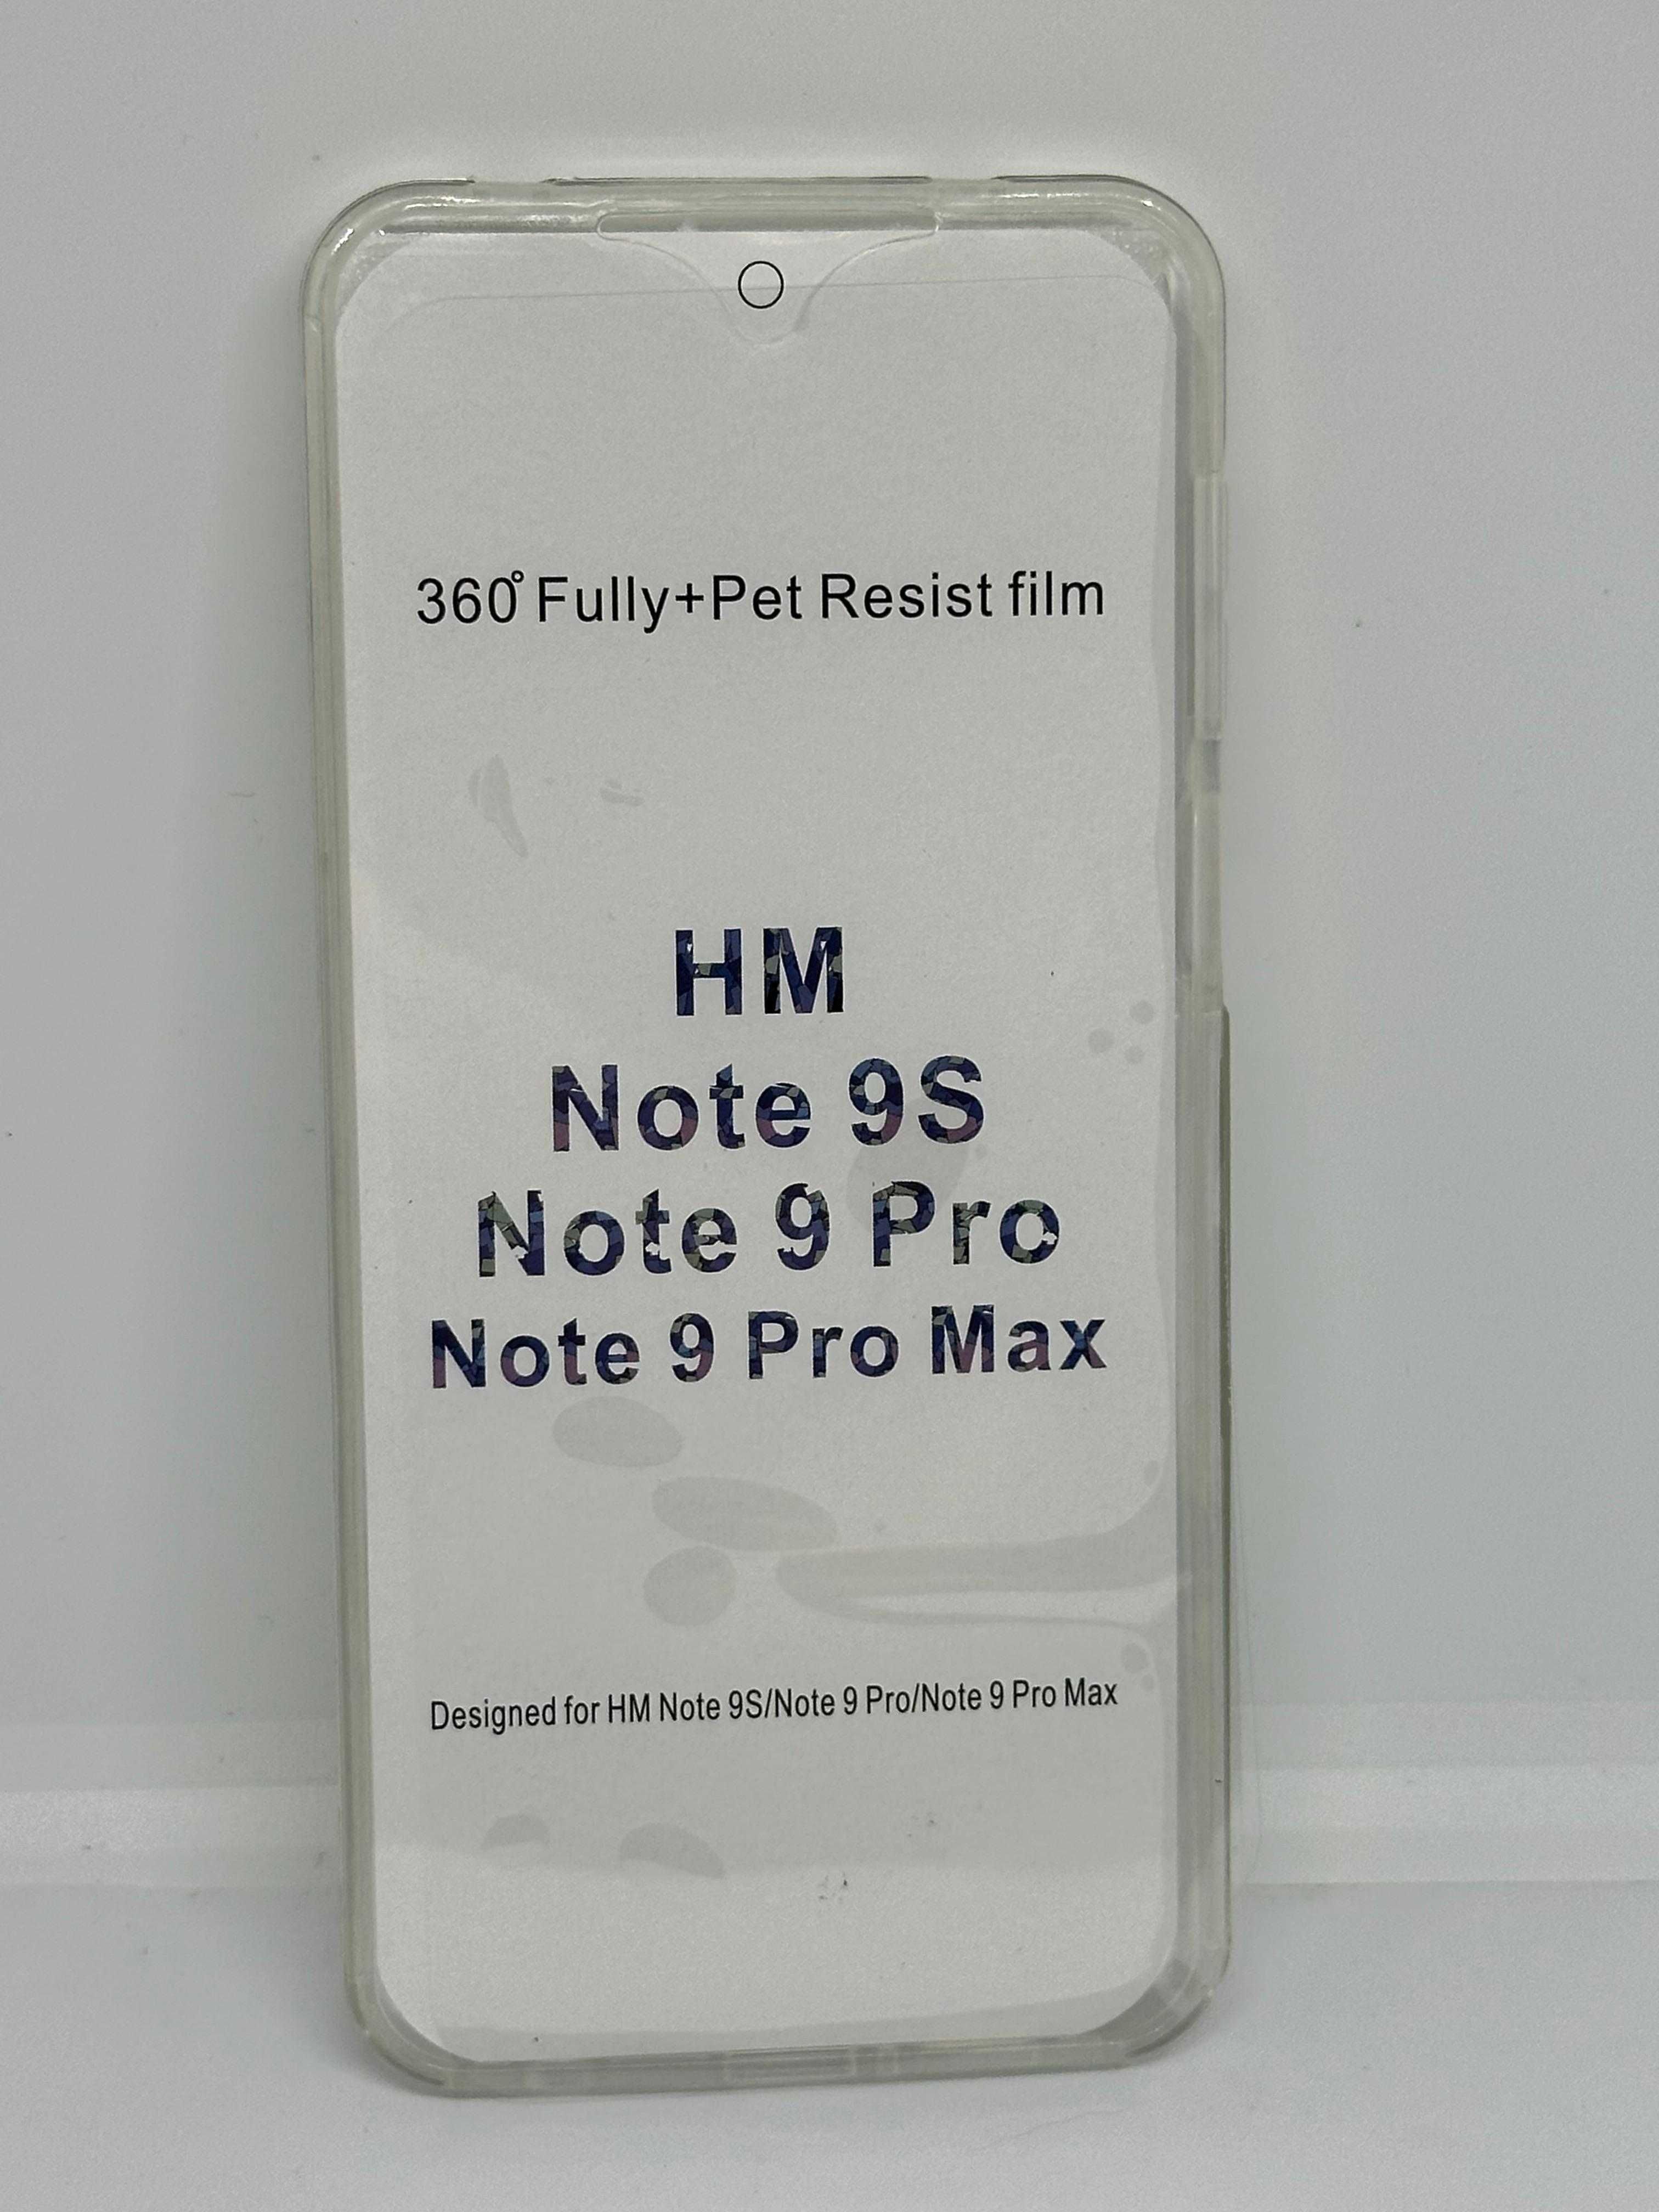 360° Fully+Pet Resist film
HM
Note 9S
Note 9 Pro
Note 9 Pro Max
Designed for HM Note 9S/Note 9 Pro/Note 9 Pro Max